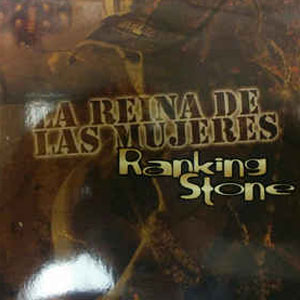 LA REINA DE
LAS MUJERES
Ranking
Stone